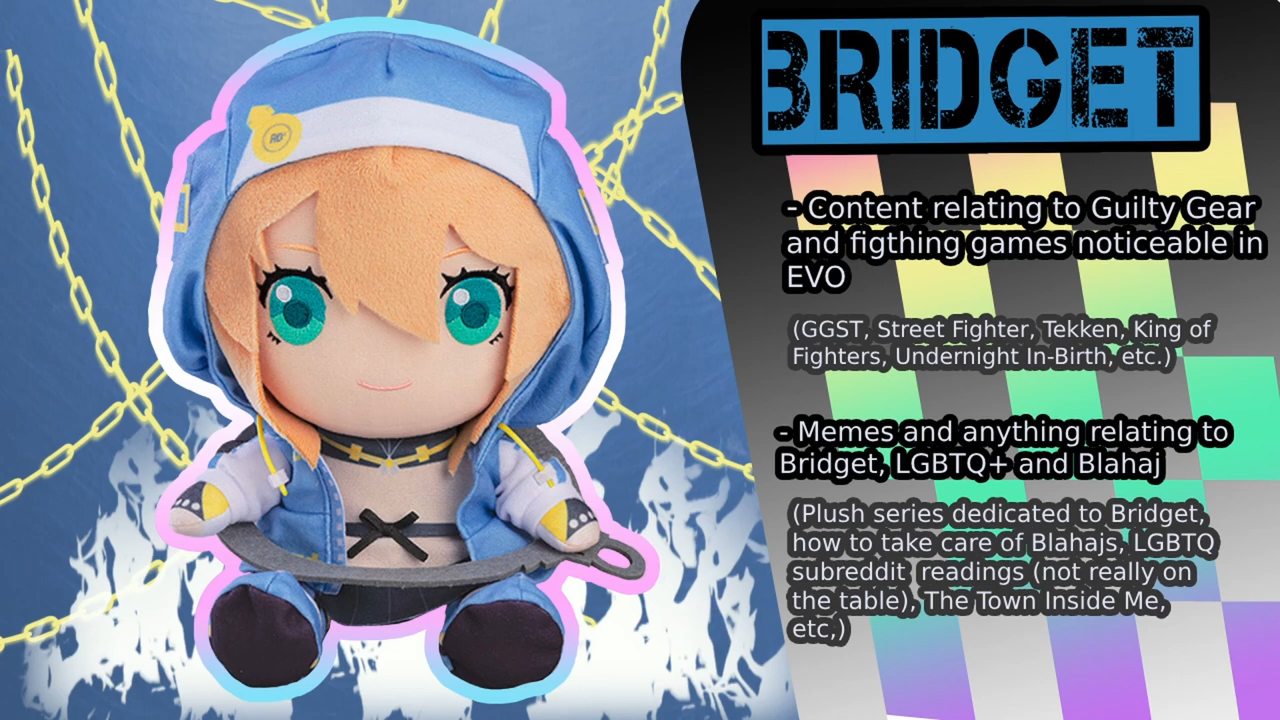 BRIDGET
- Content relating to Guilty Gear
and figthing games noticeable in
EVO
(GGST, Street Fighter, Tekken, King of
Fighters, Undernight In-Birth, etc.)
- Memes and anything relating to
Bridget, LGBTQ+ and Blahaj
(Plush series dedicated to Bridget,
how to take care of Blahajs, LGBTQ
subreddit readings (not really on
the table), The Town Inside Me,
etc,)